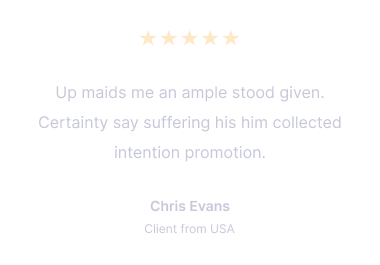 Up maids me an ample stood given.
Certainty say suffering his him collected
intention promotion.
Chris Evans
Client from USA